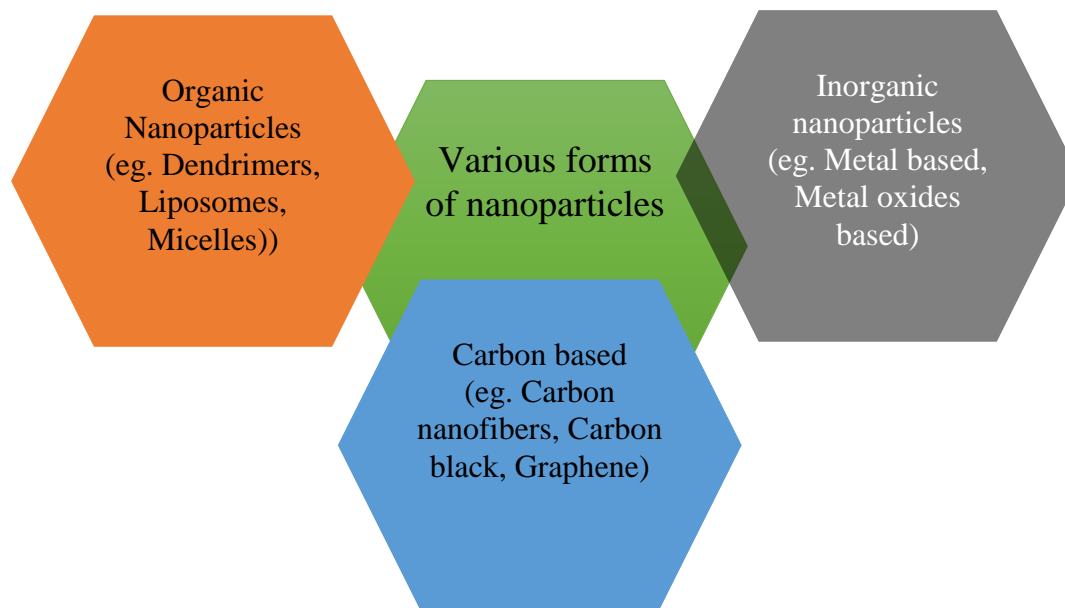 Organic
Nanoparticles
(eg. Dendrimers,
Liposomes,
Micelles))
Various forms
of nanoparticles
Inorganic
nanoparticles
(eg. Metal based,
Metal oxides
based)
Carbon based
(eg. Carbon
nanofibers, Carbon
black, Graphene)